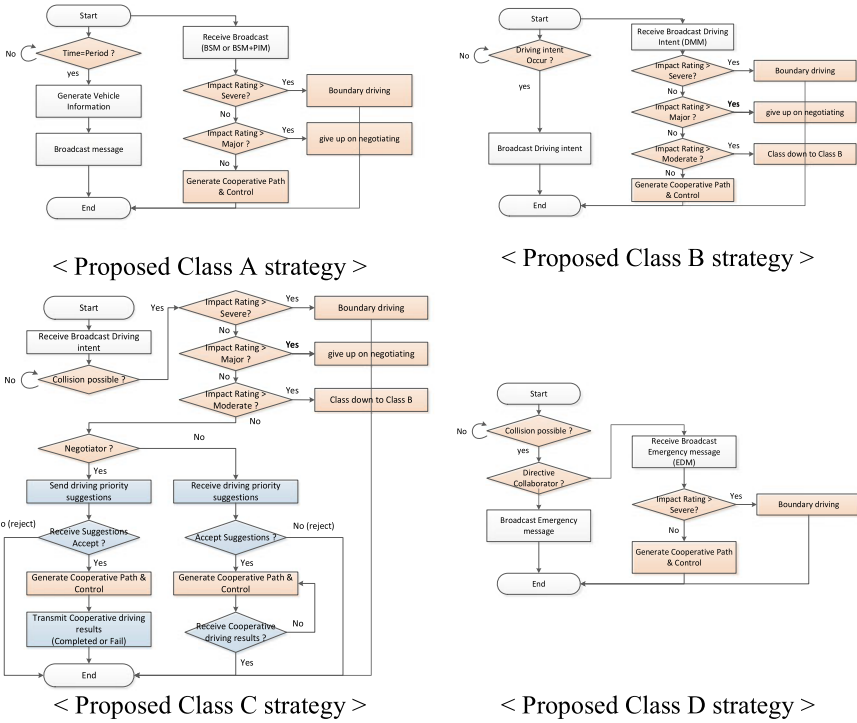 Start
No
Time=Period ?
yes
Generate Vehicle
Information
Broadcast message
End
Receive Broadcast
(BSM or BSM+PIM)
Impact Rating >
Severe?
Yes
Boundary driving
No
Impact Rating >
Major ?
Yes
give up on negotiating
No
Generate Cooperative Path
& Control
< Proposed Class A strategy >
Start
No
Driving intent
Occur ?
yes
Broadcast Driving intent
End
Receive Broadcast Driving
Intent (DMM)
Impact Rating >
Severe?
Yes
Boundary driving
No
Impact Rating >
Major ?
Yes
give up on negotiating
No
Impact Rating >
Moderate ?
Yes
Class down to Class B
No
Generate Cooperative Path
& Control
< Proposed Class B strategy >
Start
Receive Broadcast Driving
intent
No
Collision possible ?
Yes
Impact Rating >
Severe?
Yes
Boundary driving
No
Impact Rating >
Major ?
Yes
give up on negotiating
No
Impact Rating >
Moderate ?
Yes
Class down to Class B
No
Negotiator ?
No
Yes
Send driving priority
suggestions
o (reject)
Receive Suggestions
Accept ?
Yes
Generate Cooperative Path &
Control
Transmit Cooperative driving
results
(Completed or Fail)
End
Receive driving priority
suggestions
Accept Suggestions ?
No (reject)
Yes
Generate Cooperative Path &
Control
Receive Cooperative
driving results ?
No
Yes
< Proposed Class C strategy >
Start
No
Collision possible ?
yes
Directive
Collaborator ?
Broadcast Emergency
message
End
Receive Broadcast
Emergency message
(EDM)
Impact Rating >
Severe?
Yes
Boundary driving
No
Generate Cooperative Path
& Control
< Proposed Class D strategy >